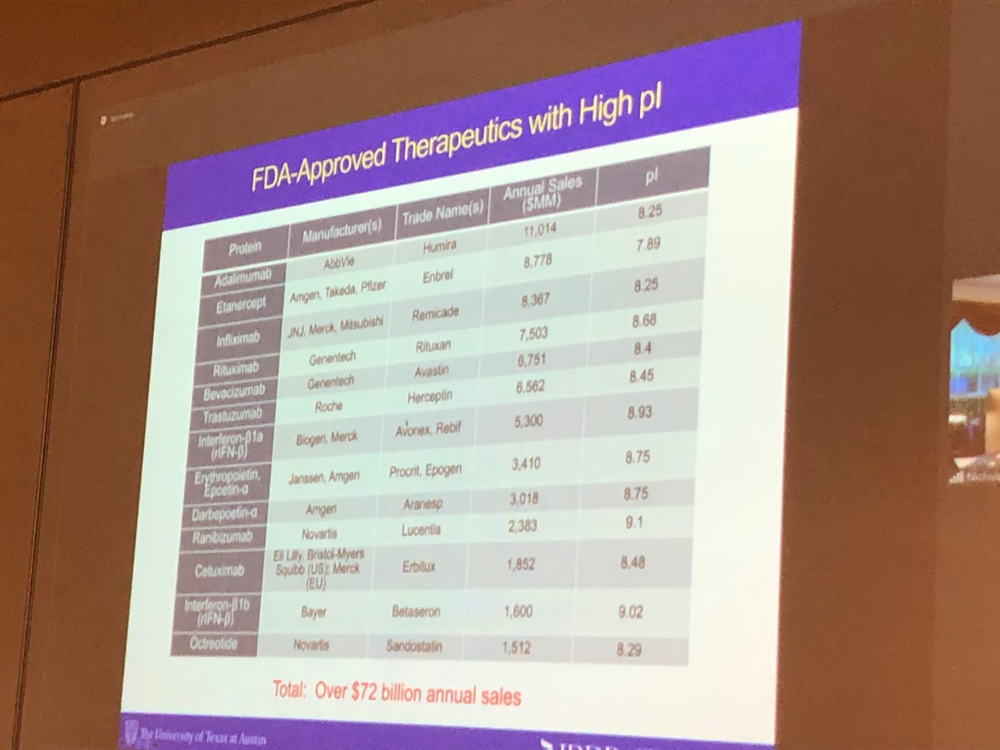 FDA-Approved Therapeutics with High pI
Protein Manufacturer(s) Trade Name(s) Annual Sales ($MM) pI
Adalimumab AbbVie Humira 11,014 8.25
Etanercept Amgen, Takeda, Pfizer Enbrel 8,778 7.89
Infliximab JNJ, Merck, Mitsubishi Remicade 8,367 8.25
Rituximab Genentech Rituxan 7,503 8.68
Bevacizumab Genentech Avastin 6,751 8.4
Trastuzumab Roche Herceptin 6,562 8.45
Interferon-β1a (rIFN-β) Biogen, Merck Avonex, Rebif 5,300 8.93
Erythropoietin, Epoetin-α Janssen, Amgen Procrit, Epogen 3,410 8.75
Darbepoetin-α Amgen Aranesp 3,018 8.75
Ranibizumab Novartis Lucentis 2,383 9.1
Cetuximab Eli Lilly, Bristol-Myers Squibb (US); Merck (EU) Erbitux 1,852 8.48
Interferon-β1b (rIFN-β) Bayer Betaseron 1,600 9.02
Octreotide Novartis Sandostatin 1,512 8.29
Total: Over $72 billion annual sales
The University of Texas at Austin